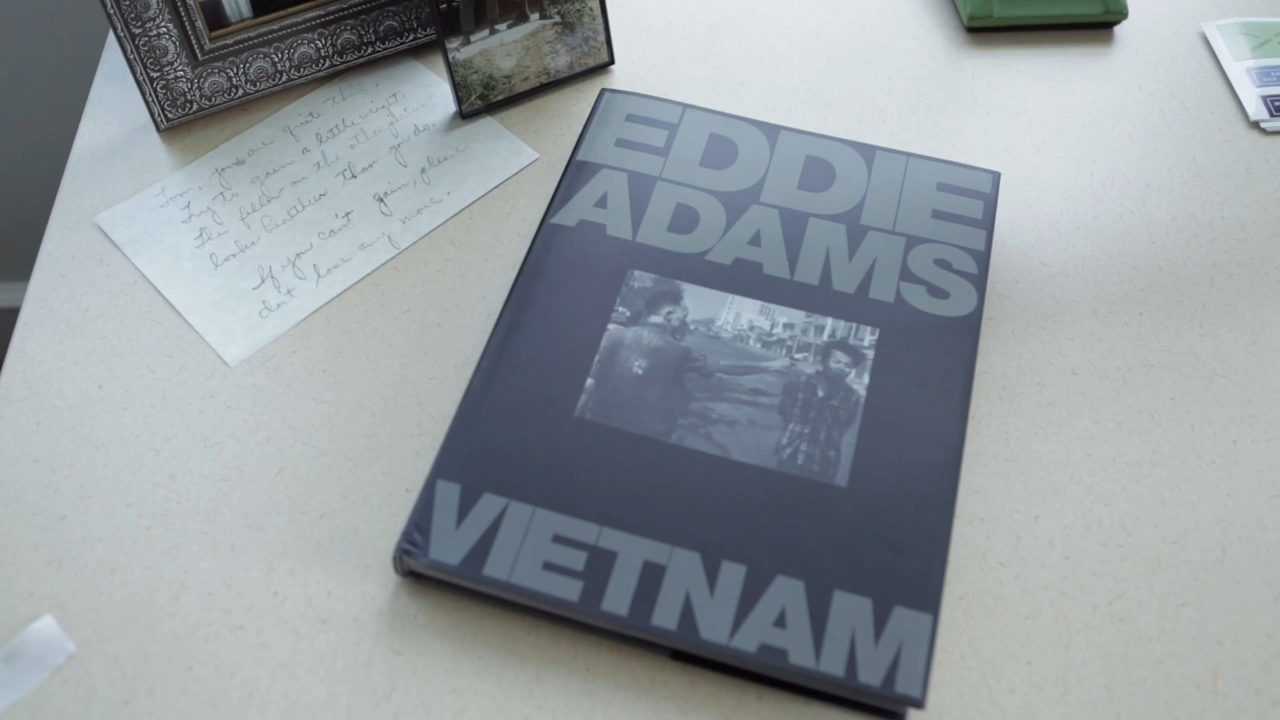 Tom, you are quite thin.
Try to gain a little weight.
The fellow on the other
looks healthier than you do.
If you can't gain, please
don't lose any more.
EDDIE
ADAMS
VIETNAM